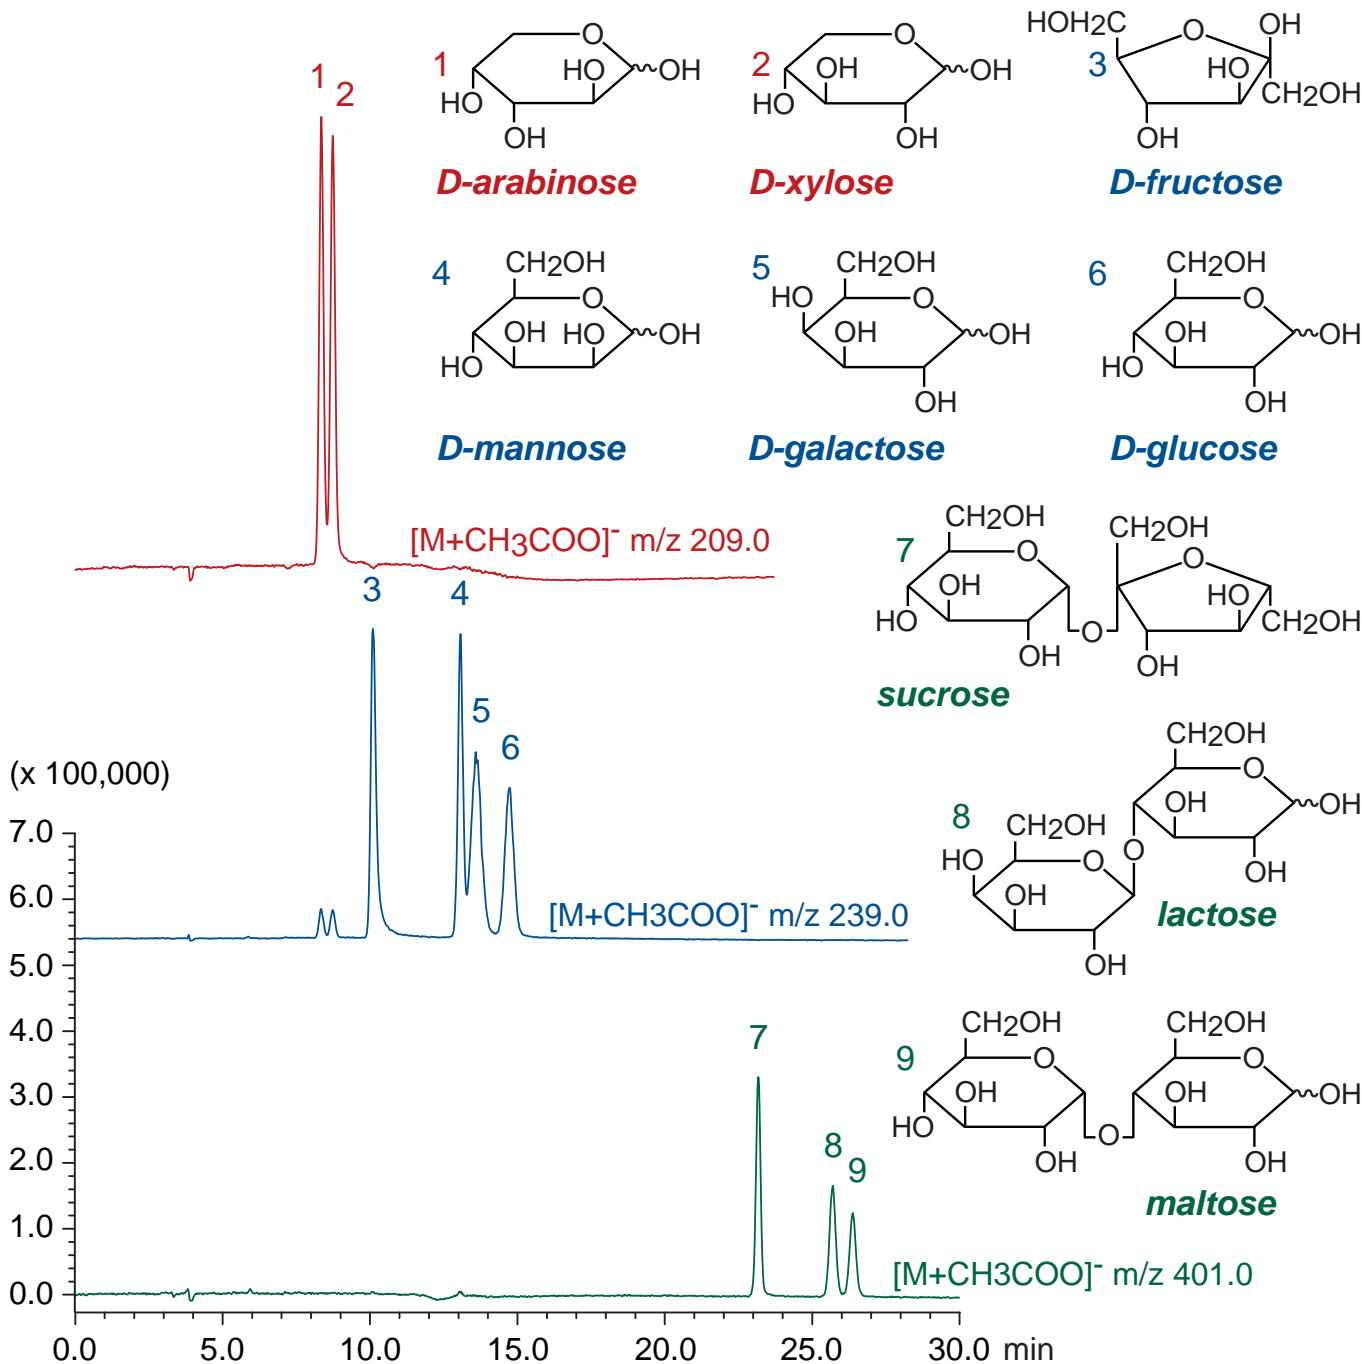 1
2
1
O
HO
OH
HO
OH
D-arabinose
2
O
OH
OH
HO
OH
D-xylose
3
HOH2C
O
OH
HO
CH2OH
OH
D-fructose
4
CH2OH
O
OH
HO
OH
HO
D-mannose
5
CH2OH
HO
O
OH
OH
OH
D-galactose
6
CH2OH
O
OH
OH
HO
OH
D-glucose
[M+CH3COO]- m/z 209.0
3
4
5
6
7
CH2OH
O
OH
HO
OH
O
CH2OH
O
HO
CH2OH
OH
sucrose
(x 100,000)
7.0
6.0
5.0
4.0
3.0
2.0
1.0
0.0
[M+CH3COO]- m/z 239.0
8
CH2OH
O
OH
OH
OH
O
CH2OH
HO
O
OH
OH
lactose
7
8
9
9
CH2OH
O
OH
HO
OH
O
CH2OH
O
OH
OH
OH
maltose
[M+CH3COO]- m/z 401.0
0.0 5.0 10.0 15.0 20.0 25.0 30.0 min